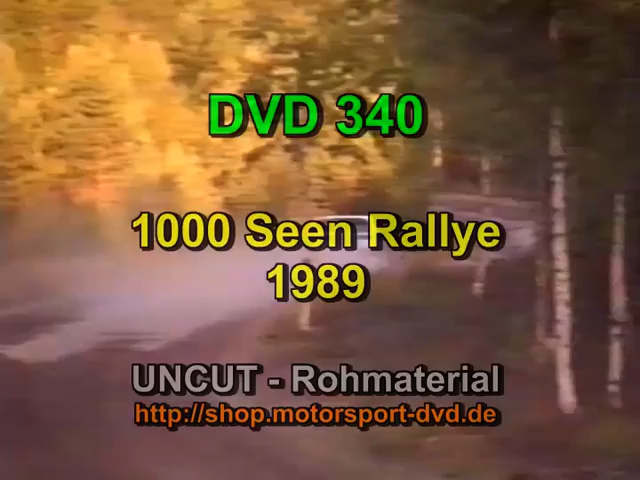 DVD 340
1000 Seen Rallye
1989
UNCUT - Rohmaterial
http://shop.motorsport-dvd.de